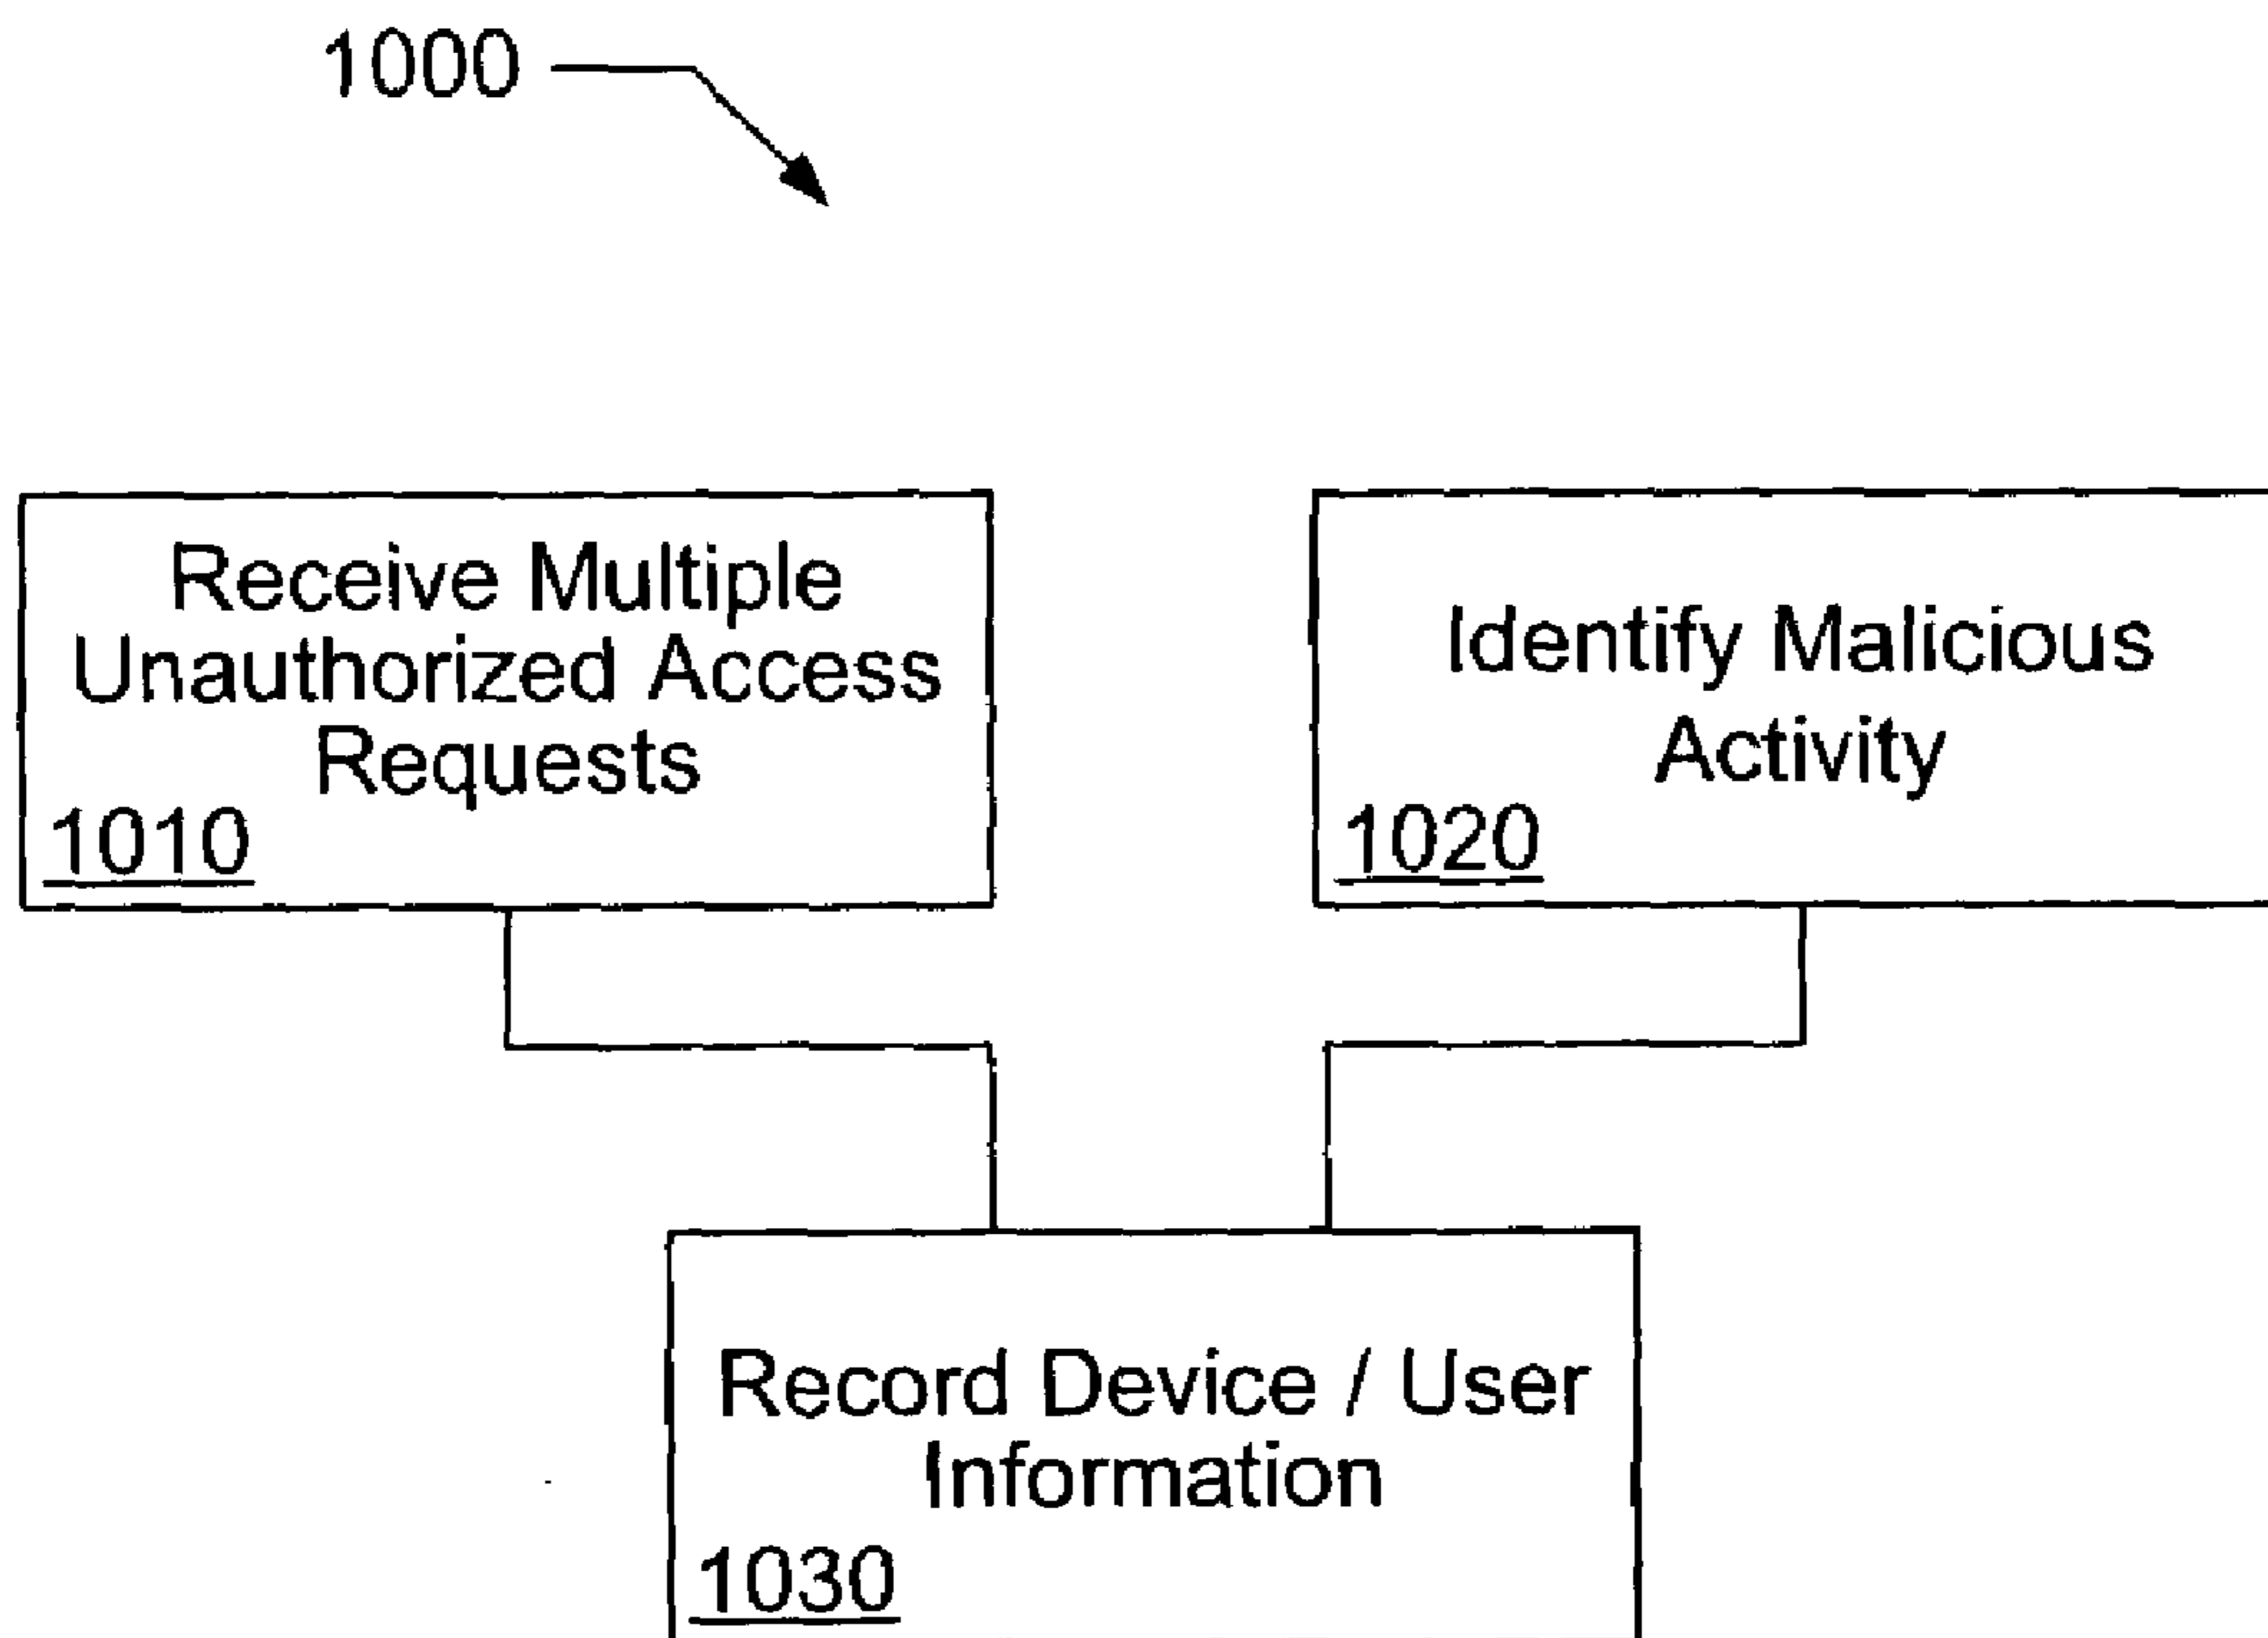 1000
Receive Multiple
Unauthorized Access
Requests
1010
Identify Malicious
Activity
1020
Record Device / User
Information
1030